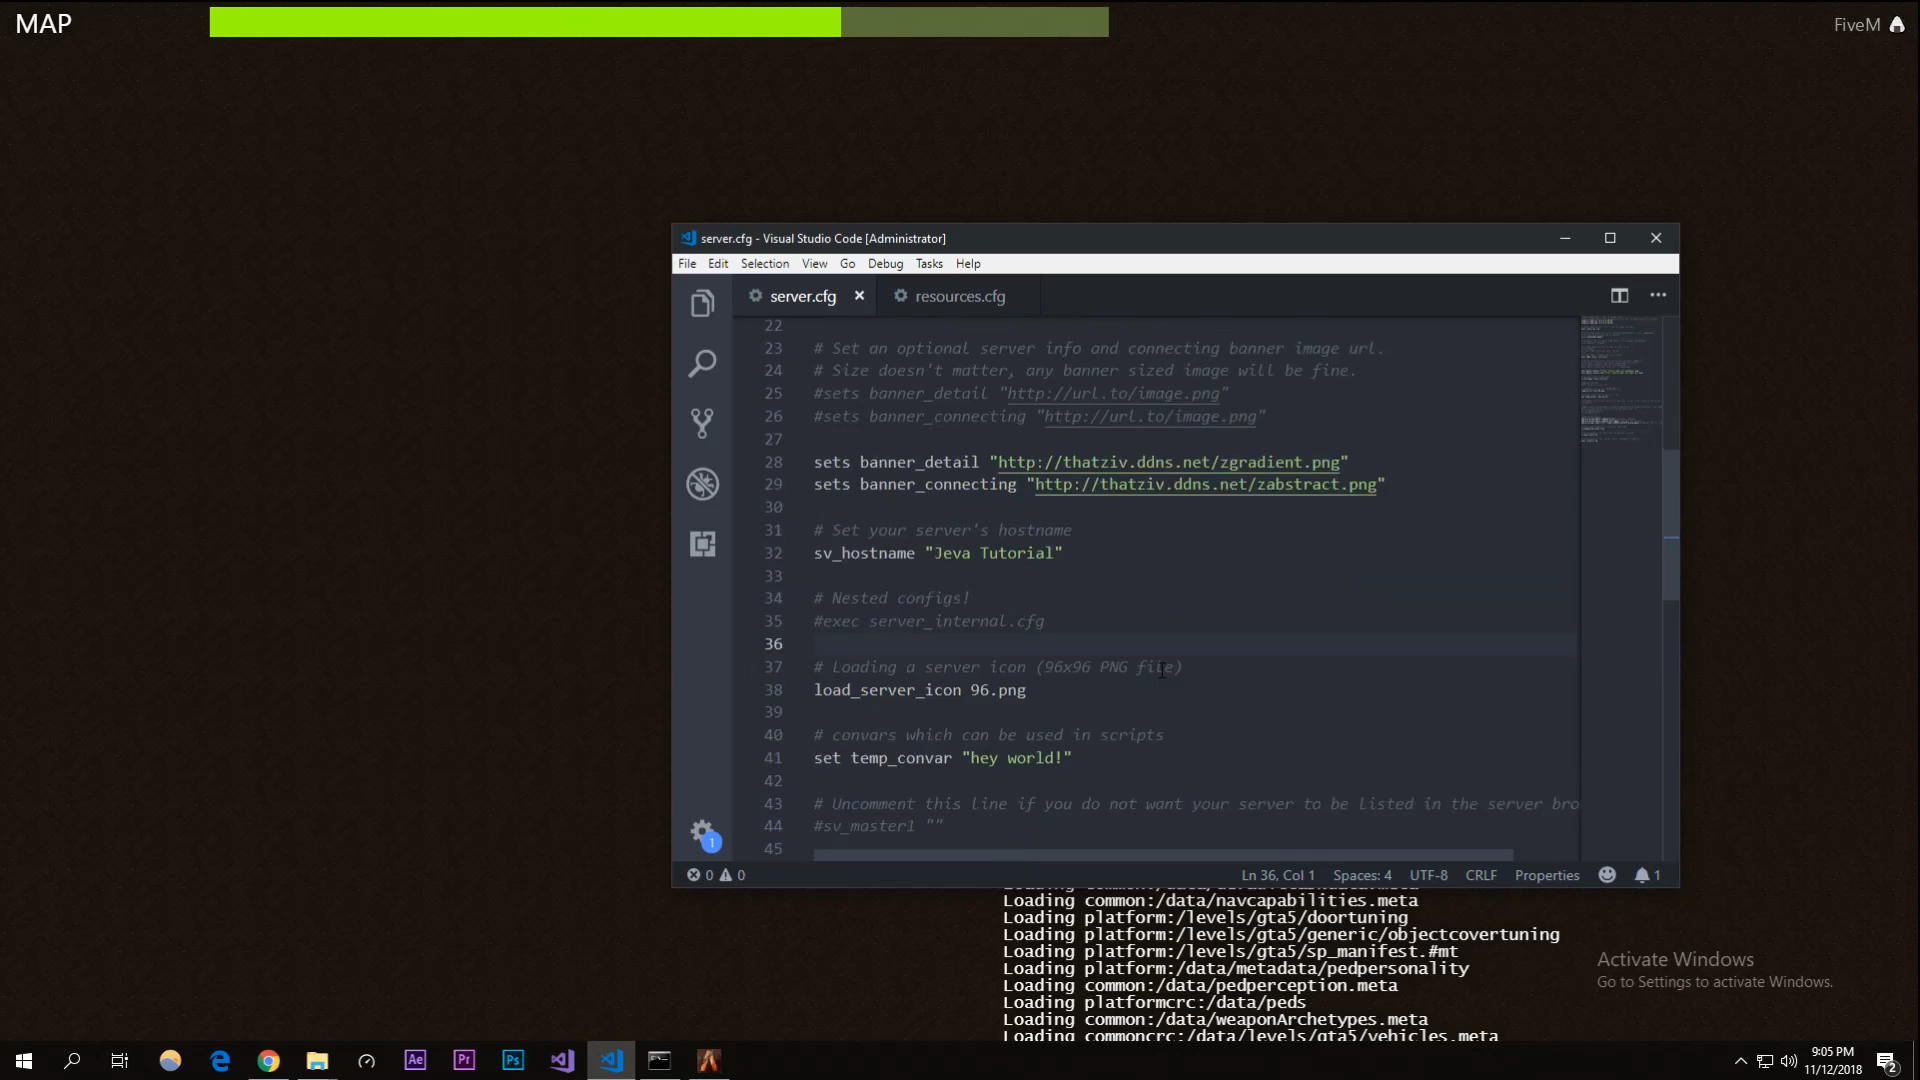 MAP
FiveM
server.cfg - Visual Studio Code [Administrator]
File Edit Selection View Go Debug Tasks Help
server.cfg resources.cfg
22
23 # Set an optional server info and connecting banner image url.
24 # Size doesn't matter, any banner sized image will be fine.
25 #sets banner_detail "http://url.to/image.png"
26 #sets banner_connecting "http://url.to/image.png"
27
28 sets banner_detail "http://thatziv.ddns.net/zgradient.png"
29 sets banner_connecting "http://thatziv.ddns.net/zabstract.png"
30
31 # Set your server's hostname
32 sv_hostname "Jeva Tutorial"
33
34 # Nested configs!
35 #exec server_internal.cfg
36
37 # Loading a server icon (96x96 PNG file)
38 load_server_icon 96.png
39
40 # convars which can be used in scripts
41 set temp_convar "hey world!"
42
43 # Uncomment this line if you do not want your server to be listed in the server bro
44 #sv_master1 ""
45
1
0 0 Ln 36, Col 1 Spaces: 4 UTF-8 CRLF Properties 1
Loading common:/data/navcapabilities.meta
Loading platform:/levels/gta5/doortuning
Loading platform:/levels/gta5/generic/objectcovertuning
Loading platform:/levels/gta5/sp_manifest.#mt
Loading platform:/data/metadata/pedpersonality
Loading common:/data/pedperception.meta
Loading platformcrc:/data/peds
Loading common:/data/weaponArchetypes.meta
Loading commoncrc:/data/levels/gta5/vehicles.meta
Activate Windows
Go to Settings to activate Windows.
Ae Pr Ps
9:05 PM
11/12/2018
2